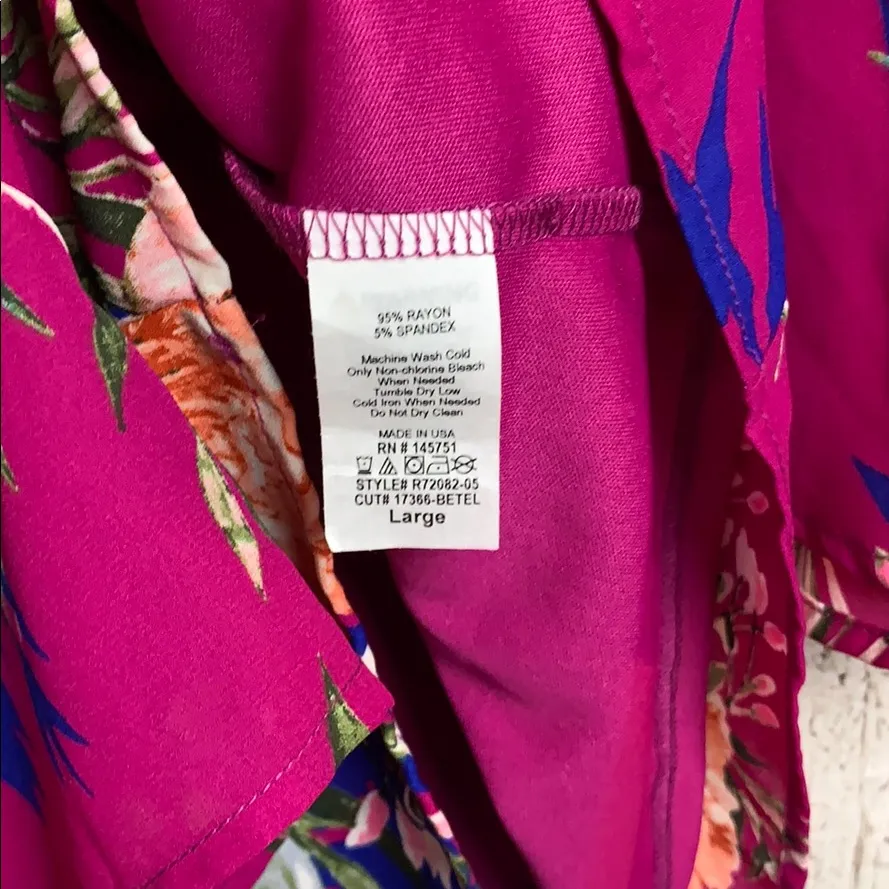 95% RAYON
5% SPANDEX
Machine Wash Cold
Only Non-chlorine Bleach
When Needed
Tumble Dry Low
Cold Iron When Needed
Do Not Dry Clean
MADE IN USA
RN # 145751
STYLE# R72082-05
CUT# 17366-BETEL
Large